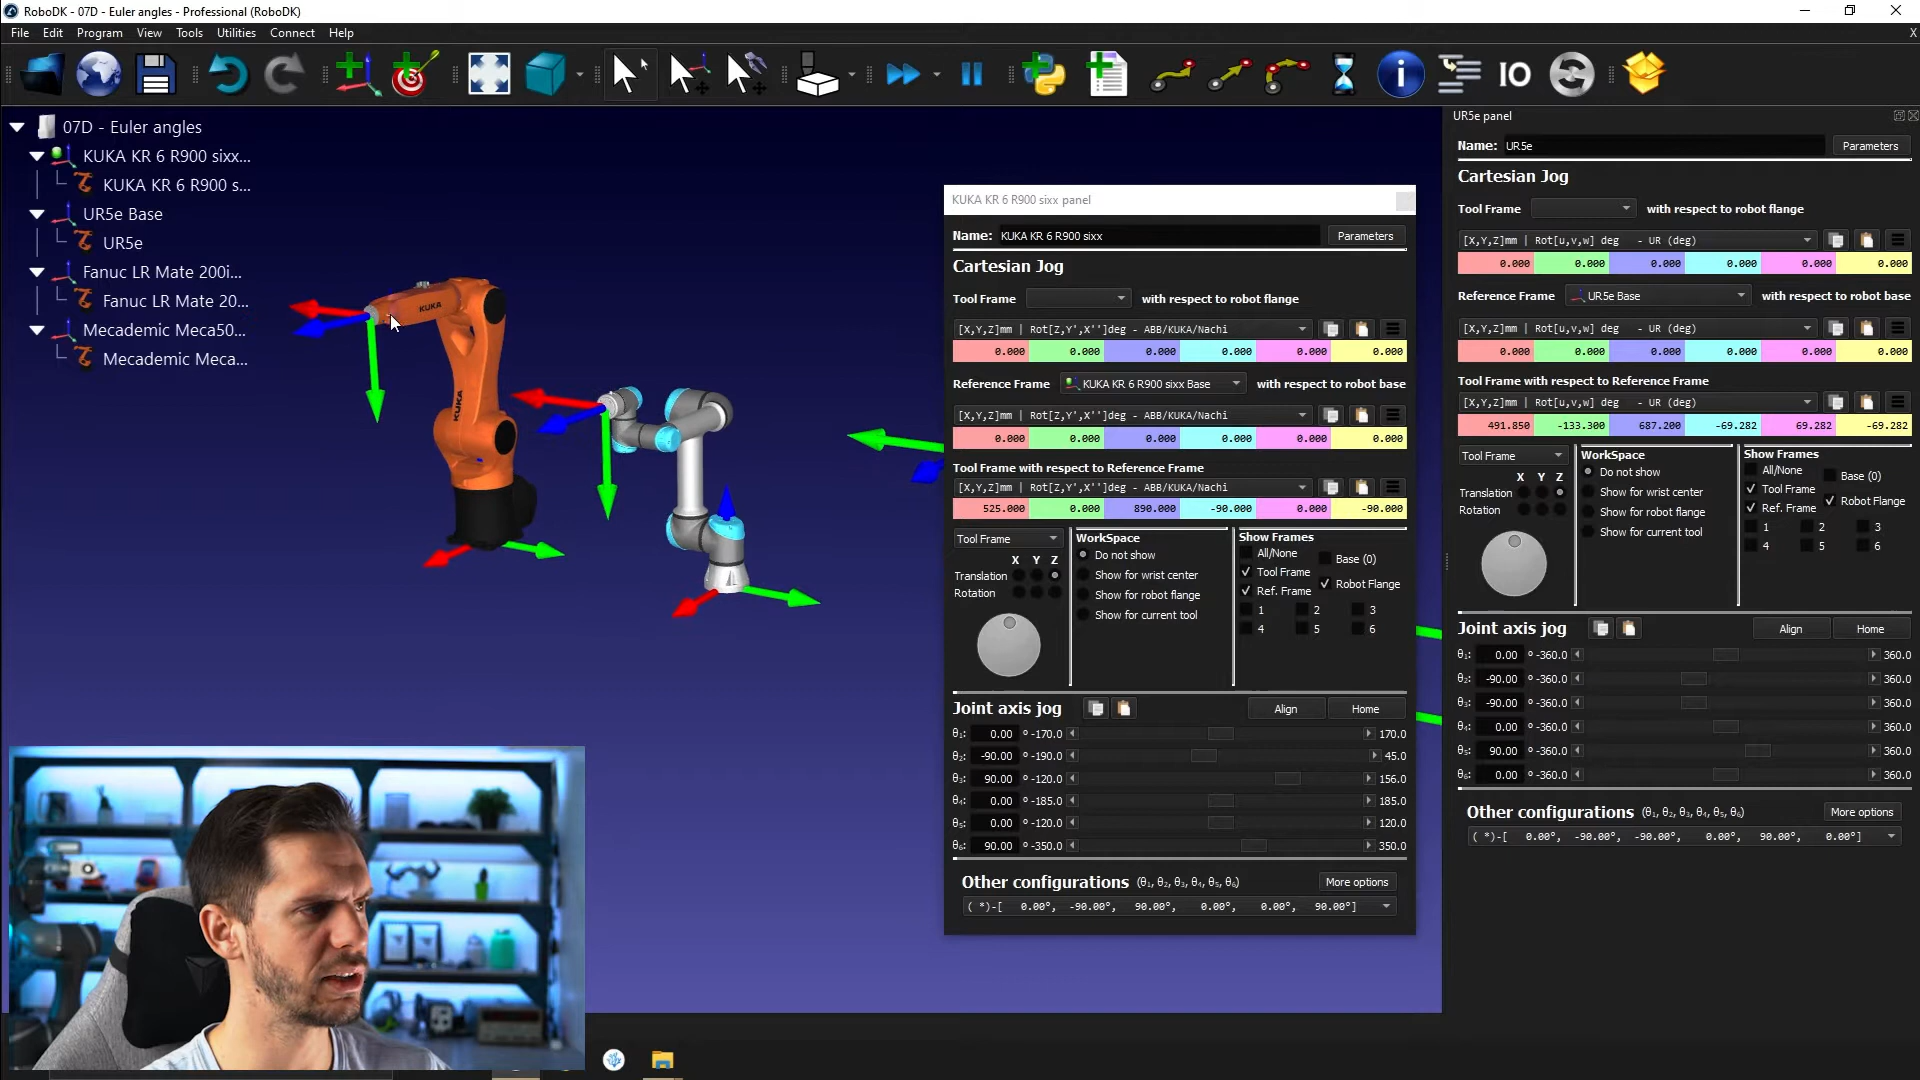 RoboDK - 07D - Euler angles - Professional (RoboDK)
File Edit Program View Tools Utilities Connect Help X
IO
07D - Euler angles
KUKA KR 6 R900 sixx...
KUKA KR 6 R900 s...
UR5e Base
UR5e
Fanuc LR Mate 200i...
Fanuc LR Mate 20...
Mecademic Meca50...
Mecademic Meca...
KUKA
KUKA
KUKA KR 6 R900 sixx panel
Name: KUKA KR 6 R900 sixx Parameters
Cartesian Jog
Tool Frame with respect to robot flange
[X,Y,Z]mm | Rot[Z,Y',X'']deg - ABB/KUKA/Nachi
0.000 0.000 0.000 0.000 0.000 0.000
Reference Frame KUKA KR 6 R900 sixx Base with respect to robot base
[X,Y,Z]mm | Rot[Z,Y',X'']deg - ABB/KUKA/Nachi
0.000 0.000 0.000 0.000 0.000 0.000
Tool Frame with respect to Reference Frame
[X,Y,Z]mm | Rot[Z,Y',X'']deg - ABB/KUKA/Nachi
525.000 0.000 890.000 -90.000 0.000 -90.000
Tool Frame WorkSpace Show Frames
X Y Z Do not show All/None Base (0)
Translation Show for wrist center Tool Frame Robot Flange
Rotation Show for robot flange Ref. Frame
Show for current tool 1 2 3
4 5 6
Joint axis jog Align Home
θ₁: 0.00 º -170.0 170.0
θ₂: -90.00 º -190.0 45.0
θ₃: 90.00 º -120.0 156.0
θ₄: 0.00 º -185.0 185.0
θ₅: 0.00 º -120.0 120.0
θ₆: 90.00 º -350.0 350.0
Other configurations (θ₁, θ₂, θ₃, θ₄, θ₅, θ₆) More options
( *)-[ 0.00°, -90.00°, 90.00°, 0.00°, 0.00°, 90.00°]
UR5e panel
Name: UR5e Parameters
Cartesian Jog
Tool Frame with respect to robot flange
[X,Y,Z]mm | Rot[u,v,w] deg - UR (deg)
0.000 0.000 0.000 0.000 0.000 0.000
Reference Frame UR5e Base with respect to robot base
[X,Y,Z]mm | Rot[u,v,w] deg - UR (deg)
0.000 0.000 0.000 0.000 0.000 0.000
Tool Frame with respect to Reference Frame
[X,Y,Z]mm | Rot[u,v,w] deg - UR (deg)
491.850 -133.300 687.200 -69.282 69.282 -69.282
Tool Frame WorkSpace Show Frames
X Y Z Do not show All/None Base (0)
Translation Show for wrist center Tool Frame Robot Flange
Rotation Show for robot flange Ref. Frame
Show for current tool 1 2 3
4 5 6
Joint axis jog Align Home
θ₁: 0.00 º -360.0 360.0
θ₂: -90.00 º -360.0 360.0
θ₃: -90.00 º -360.0 360.0
θ₄: 0.00 º -360.0 360.0
θ₅: 90.00 º -360.0 360.0
θ₆: 0.00 º -360.0 360.0
Other configurations (θ₁, θ₂, θ₃, θ₄, θ₅, θ₆) More options
( *)-[ 0.00°, -90.00°, -90.00°, 0.00°, 90.00°, 0.00°]